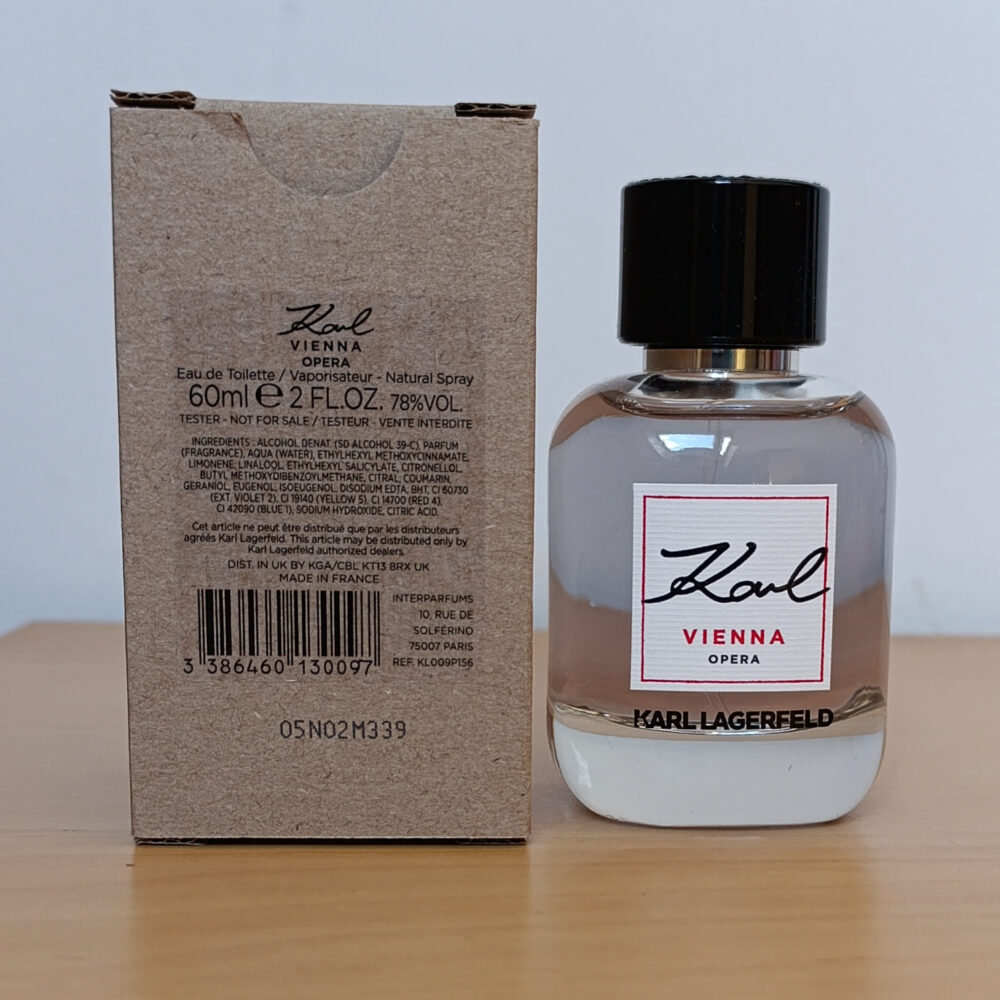 Karl
VIENNA
OPERA
Eau de Toilette / Vaporisateur - Natural Spray
60ml e 2 FL.OZ. 78%VOL.
TESTER - NOT FOR SALE / TESTEUR - VENTE INTERDITE
INGREDIENTS : ALCOHOL DENAT. (SD ALCOHOL 39-C), PARFUM
(FRAGRANCE), AQUA (WATER), ETHYLHEXYL METHOXYCINNAMATE,
LIMONENE, LINALOOL, ETHYLHEXYL SALICYLATE, CITRONELLOL,
BUTYL METHOXYDIBENZOYLMETHANE, CITRAL, COUMARIN,
GERANIOL, EUGENOL, ISOEUGENOL, DISODIUM EDTA, BHT, CI 60730
(EXT. VIOLET 2), CI 19140 (YELLOW 5), CI 14700 (RED 4),
CI 42090 (BLUE 1), SODIUM HYDROXIDE, CITRIC ACID.
Cet article ne peut être distribué que par les distributeurs
agréés Karl Lagerfeld. This article may be distributed only by
Karl Lagerfeld authorized dealers.
DIST. IN UK BY KGA/CBL KT13 8RX UK
MADE IN FRANCE
INTERPARFUMS
10, RUE DE
SOLFÉRINO
75007 PARIS
REF. KL009P156
3 386460 130097
05N02M339
Karl
VIENNA
OPERA
KARL LAGERFELD